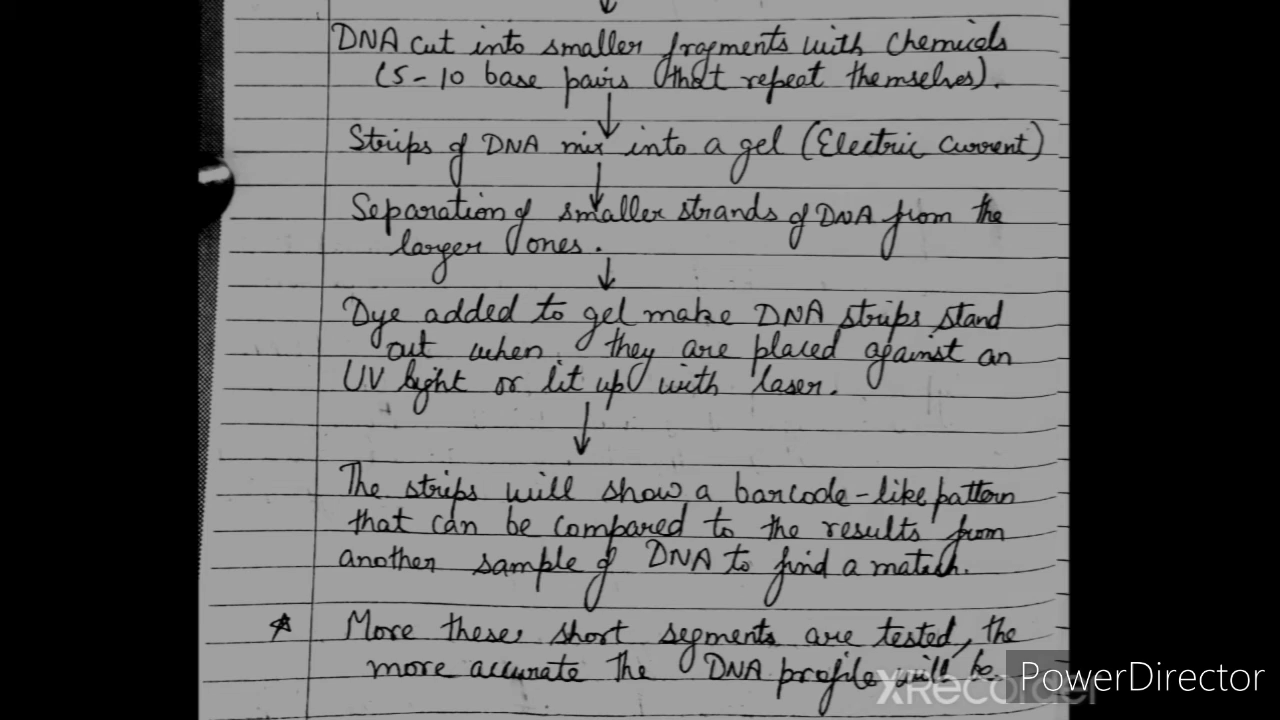 ↓
DNA cut into smaller fragments with chemicals
(5-10 base pairs that repeat themselves).
↓
Strips of DNA mix into a gel (Electric current)
↓
Separation of smaller strands of DNA from the
larger ones.
↓
Dye added to gel make DNA strips stand
out when they are placed against an
UV light or lit up with laser.
↓
The strips will show a barcode-like pattern
that can be compared to the results from
another sample of DNA to find a match.
☆ More these short segments are tested, the
more accurate the DNA profile will be
XRecorder
PowerDirector